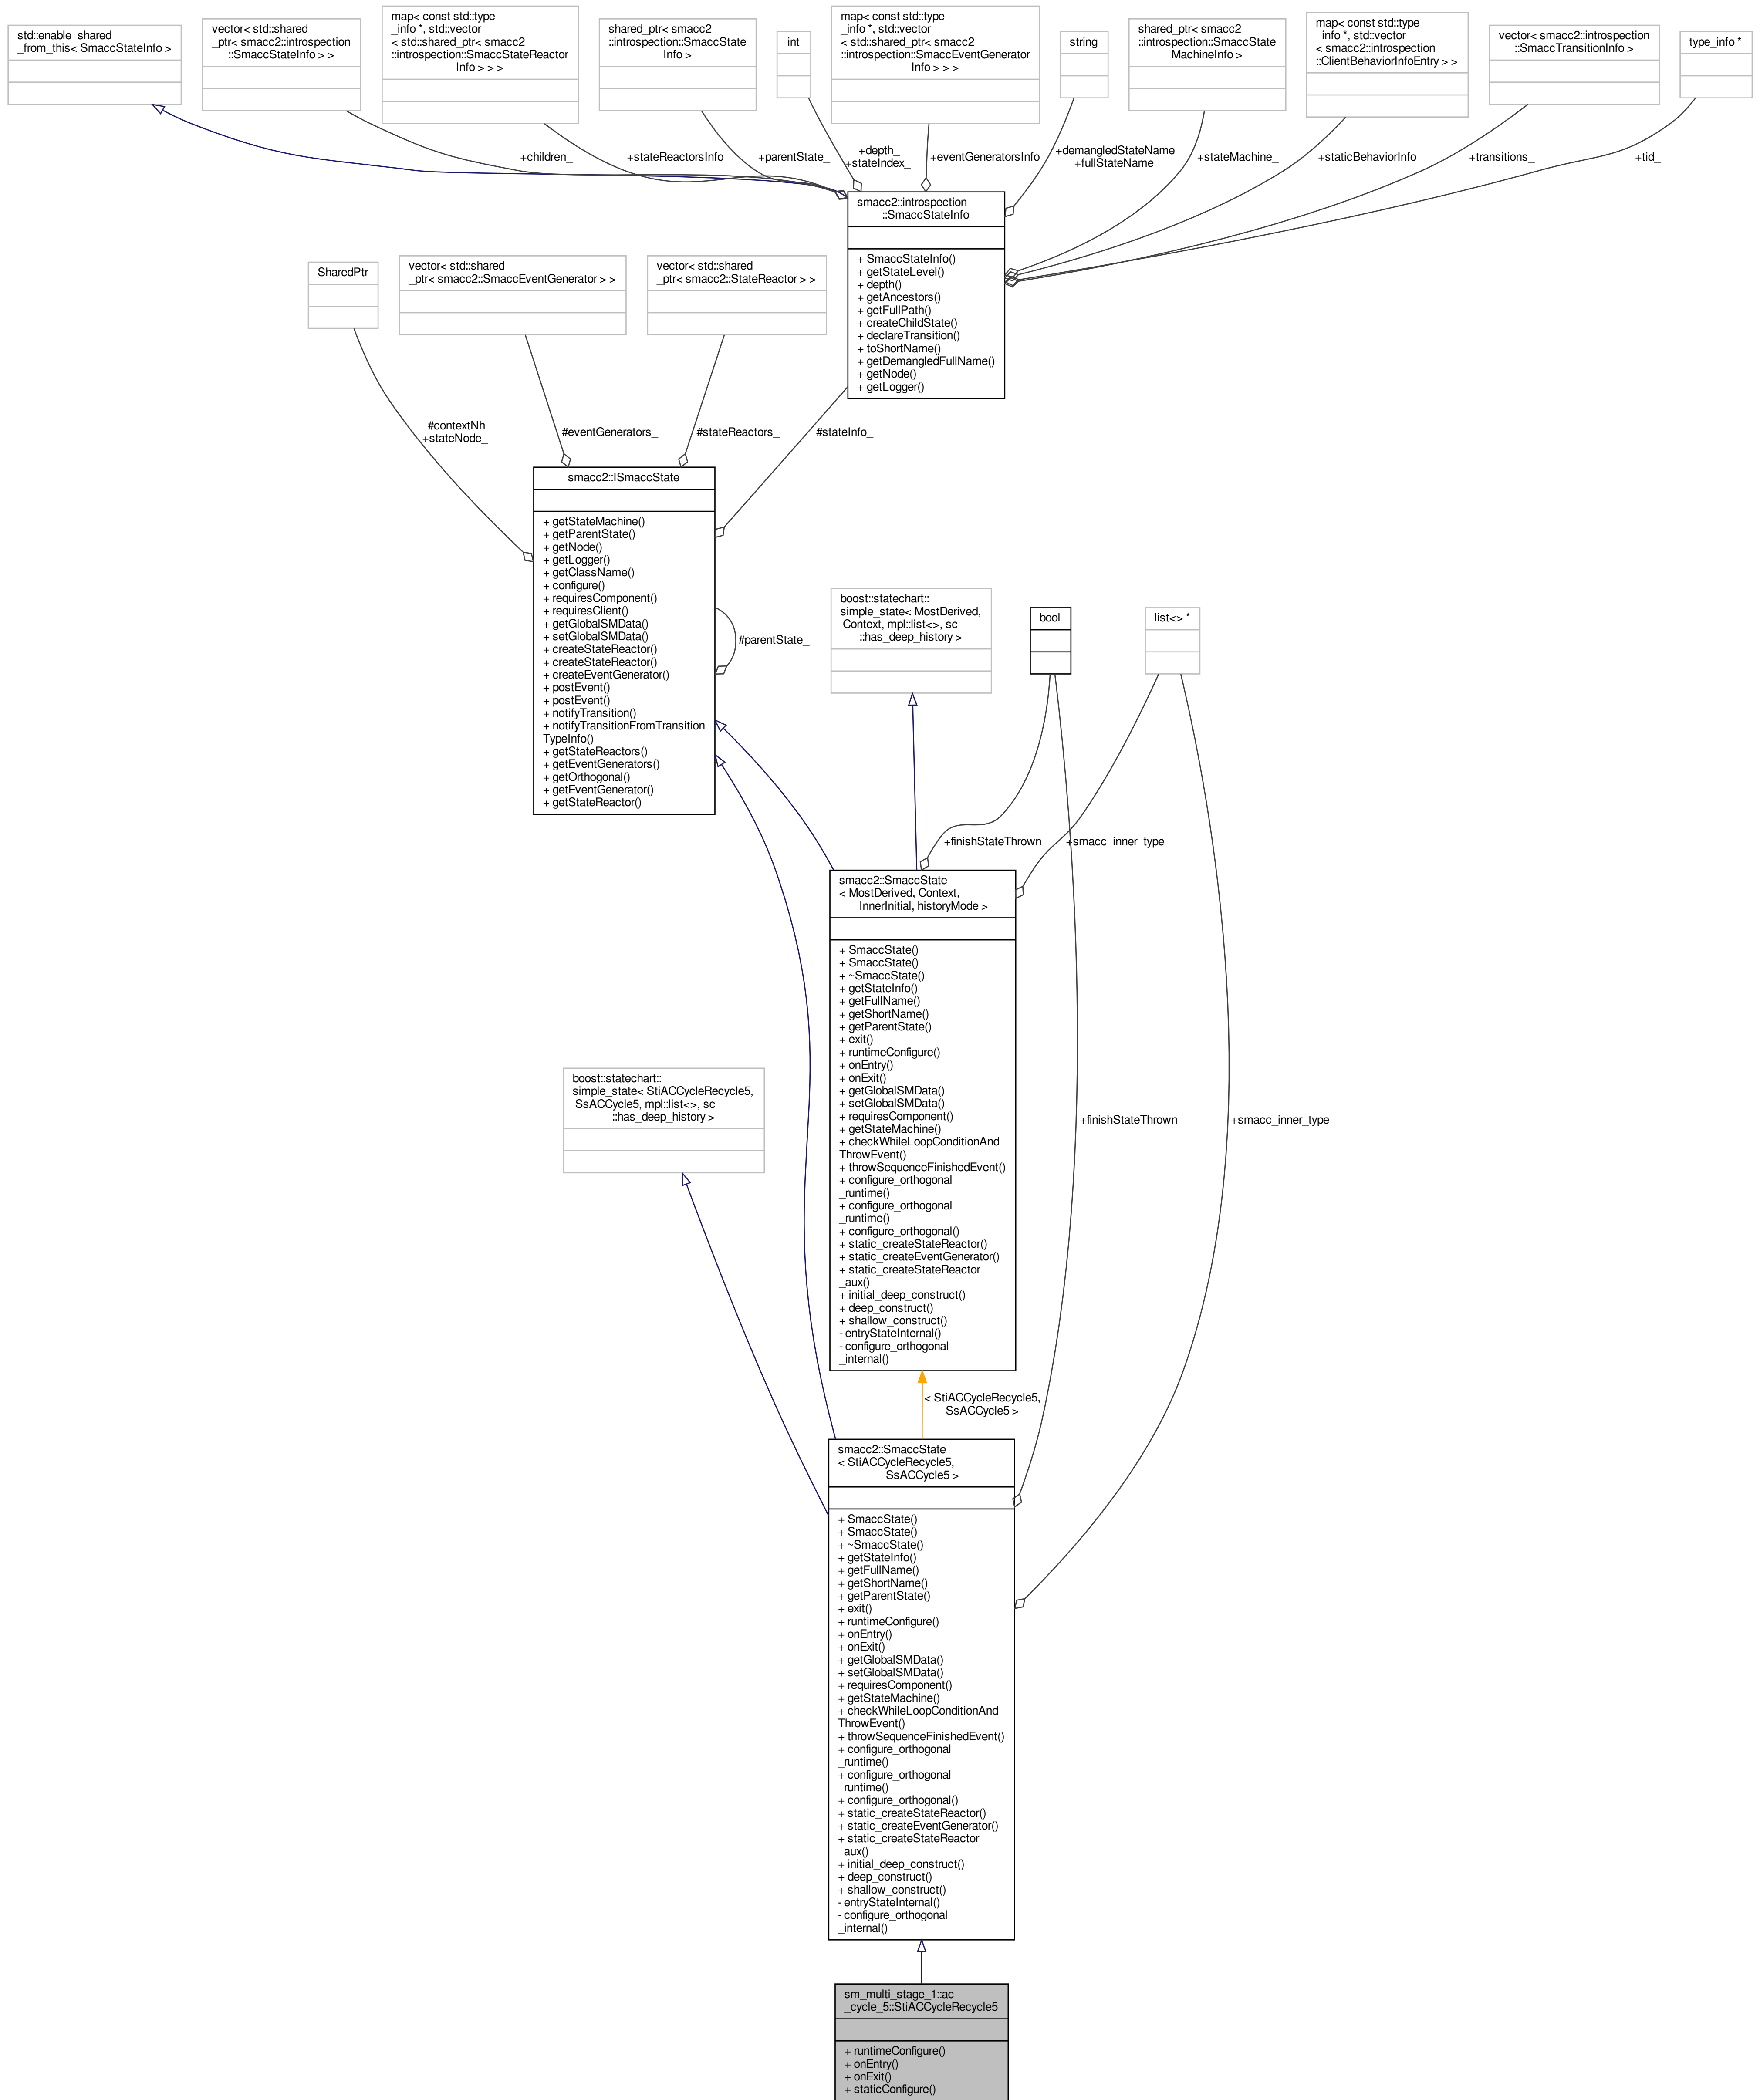 std::enable_shared
_from_this< SmaccStateInfo >
vector< std::shared
_ptr< smacc2::introspection
::SmaccStateInfo > >
map< const std::type
_info *, std::vector
< std::shared_ptr< smacc2
::introspection::SmaccStateReactor
Info > > >
shared_ptr< smacc2
::introspection::SmaccState
Info >
int
map< const std::type
_info *, std::vector
< std::shared_ptr< smacc2
::introspection::SmaccEventGenerator
Info > > >
string
shared_ptr< smacc2
::introspection::SmaccState
MachineInfo >
map< const std::type
_info *, std::vector
< smacc2::introspection
::ClientBehaviorInfoEntry > >
vector< smacc2::introspection
::SmaccTransitionInfo >
type_info *
+children_
+stateReactorsInfo
+parentState_
+depth_
+stateIndex_
+eventGeneratorsInfo
+demangledStateName
+fullStateName
+stateMachine_
+staticBehaviorInfo
+transitions_
+tid_
smacc2::introspection
::SmaccStateInfo
+ SmaccStateInfo()
+ getStateLevel()
+ depth()
+ getAncestors()
+ getFullPath()
+ createChildState()
+ declareTransition()
+ toShortName()
+ getDemangledFullName()
+ getNode()
+ getLogger()
SharedPtr
vector< std::shared
_ptr< smacc2::SmaccEventGenerator > >
vector< std::shared
_ptr< smacc2::StateReactor > >
#contextNh
+stateNode_
#eventGenerators_
#stateReactors_
#stateInfo_
smacc2::ISmaccState
+ getStateMachine()
+ getParentState()
+ getNode()
+ getLogger()
+ getClassName()
+ configure()
+ requiresComponent()
+ requiresClient()
+ getGlobalSMData()
+ setGlobalSMData()
+ createStateReactor()
+ createStateReactor()
+ createEventGenerator()
+ postEvent()
+ postEvent()
+ notifyTransition()
+ notifyTransitionFromTransition
TypeInfo()
+ getStateReactors()
+ getEventGenerators()
+ getOrthogonal()
+ getEventGenerator()
+ getStateReactor()
#parentState_
boost::statechart::
simple_state< MostDerived,
Context, mpl::list<>, sc
::has_deep_history >
bool
list<> *
+finishStateThrown
+smacc_inner_type
smacc2::SmaccState
< MostDerived, Context,
InnerInitial, historyMode >
+ SmaccState()
+ SmaccState()
+ ~SmaccState()
+ getStateInfo()
+ getFullName()
+ getShortName()
+ getParentState()
+ exit()
+ runtimeConfigure()
+ onEntry()
+ onExit()
+ getGlobalSMData()
+ setGlobalSMData()
+ requiresComponent()
+ getStateMachine()
+ checkWhileLoopConditionAnd
ThrowEvent()
+ throwSequenceFinishedEvent()
+ configure_orthogonal
_runtime()
+ configure_orthogonal
_runtime()
+ configure_orthogonal()
+ static_createStateReactor()
+ static_createEventGenerator()
+ static_createStateReactor
_aux()
+ initial_deep_construct()
+ deep_construct()
+ shallow_construct()
- entryStateInternal()
- configure_orthogonal
_internal()
boost::statechart::
simple_state< StiACCycleRecycle5,
SsACCycle5, mpl::list<>, sc
::has_deep_history >
+finishStateThrown
+smacc_inner_type
< StiACCycleRecycle5,
SsACCycle5 >
smacc2::SmaccState
< StiACCycleRecycle5,
SsACCycle5 >
+ SmaccState()
+ SmaccState()
+ ~SmaccState()
+ getStateInfo()
+ getFullName()
+ getShortName()
+ getParentState()
+ exit()
+ runtimeConfigure()
+ onEntry()
+ onExit()
+ getGlobalSMData()
+ setGlobalSMData()
+ requiresComponent()
+ getStateMachine()
+ checkWhileLoopConditionAnd
ThrowEvent()
+ throwSequenceFinishedEvent()
+ configure_orthogonal
_runtime()
+ configure_orthogonal
_runtime()
+ configure_orthogonal()
+ static_createStateReactor()
+ static_createEventGenerator()
+ static_createStateReactor
_aux()
+ initial_deep_construct()
+ deep_construct()
+ shallow_construct()
- entryStateInternal()
- configure_orthogonal
_internal()
sm_multi_stage_1::ac
_cycle_5::StiACCycleRecycle5
+ runtimeConfigure()
+ onEntry()
+ onExit()
+ staticConfigure()